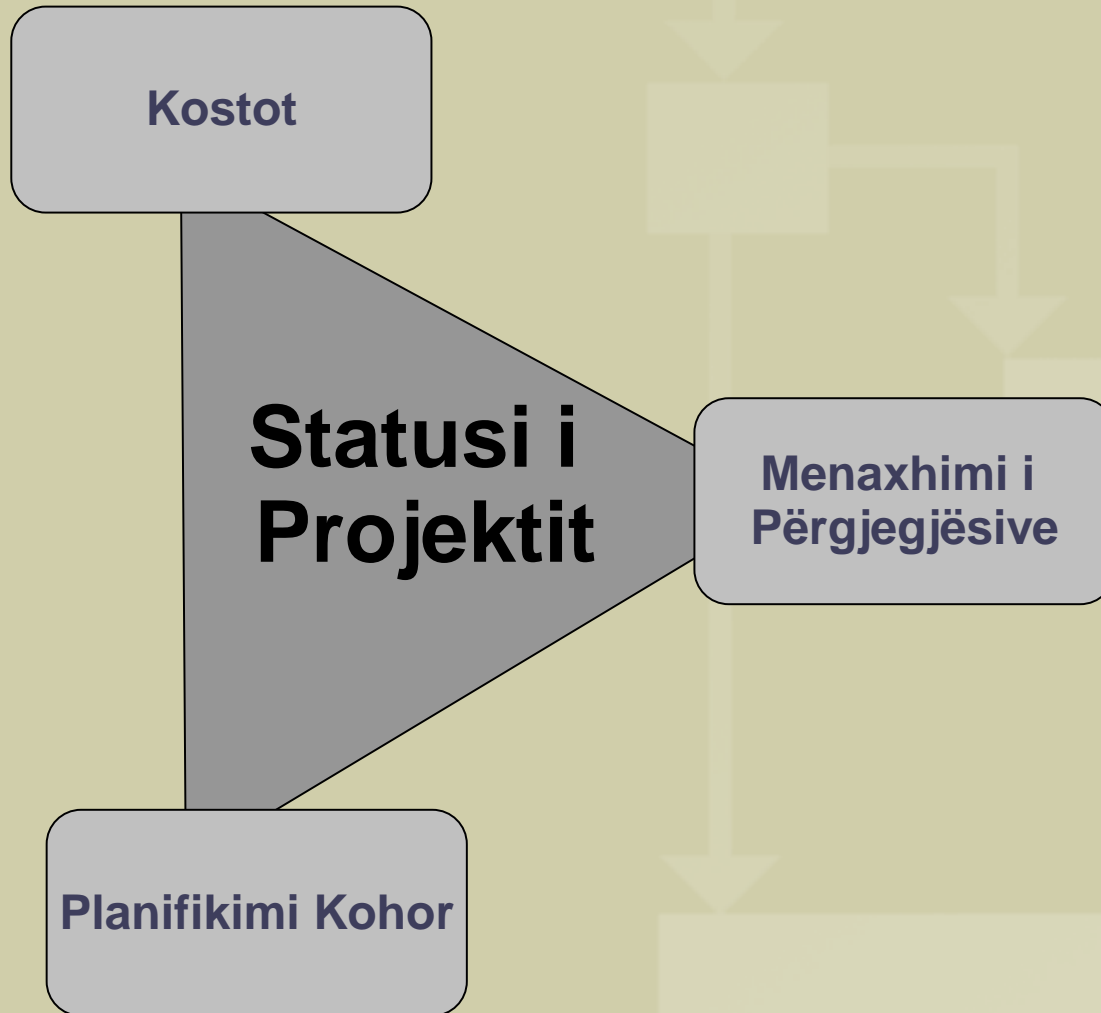 Kostot
Statusi i
Projektit
Menaxhimi i
Përgjegjësive
Planifikimi Kohor